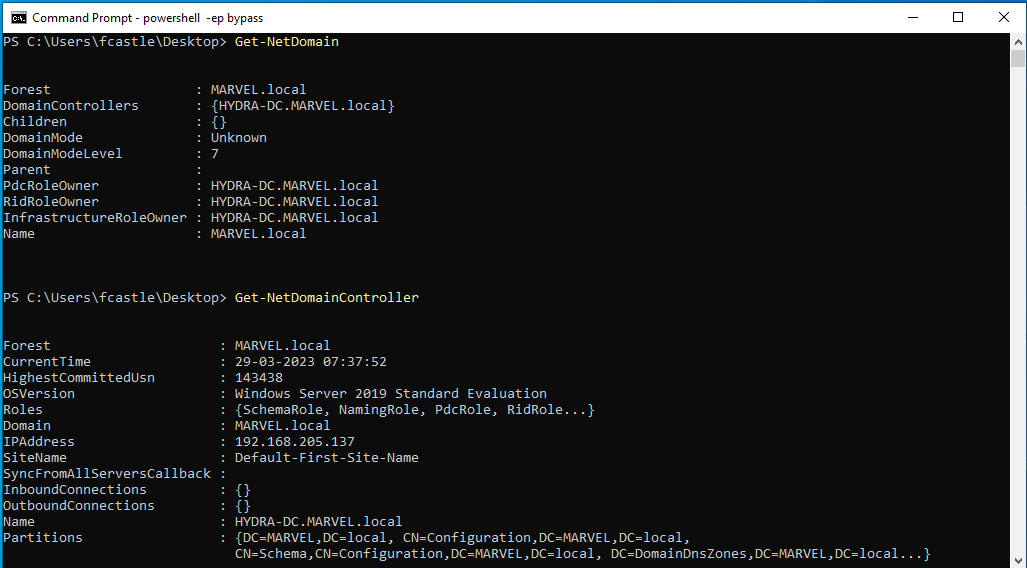 Command Prompt - powershell  -ep bypass
PS C:\Users\fcastle\Desktop> Get-NetDomain
Forest                  : MARVEL.local
DomainControllers       : {HYDRA-DC.MARVEL.local}
Children                : {}
DomainMode              : Unknown
DomainModeLevel         : 7
Parent                  :
PdcRoleOwner            : HYDRA-DC.MARVEL.local
RidRoleOwner            : HYDRA-DC.MARVEL.local
InfrastructureRoleOwner : HYDRA-DC.MARVEL.local
Name                    : MARVEL.local
PS C:\Users\fcastle\Desktop> Get-NetDomainController
Forest                     : MARVEL.local
CurrentTime                : 29-03-2023 07:37:52
HighestCommittedUsn        : 143438
OSVersion                  : Windows Server 2019 Standard Evaluation
Roles                      : {SchemaRole, NamingRole, PdcRole, RidRole...}
Domain                     : MARVEL.local
IPAddress                  : 192.168.205.137
SiteName                   : Default-First-Site-Name
SyncFromAllServersCallback :
InboundConnections         : {}
OutboundConnections        : {}
Name                       : HYDRA-DC.MARVEL.local
Partitions                 : {DC=MARVEL,DC=local, CN=Configuration,DC=MARVEL,DC=local,
                             CN=Schema,CN=Configuration,DC=MARVEL,DC=local, DC=DomainDnsZones,DC=MARVEL,DC=local...}